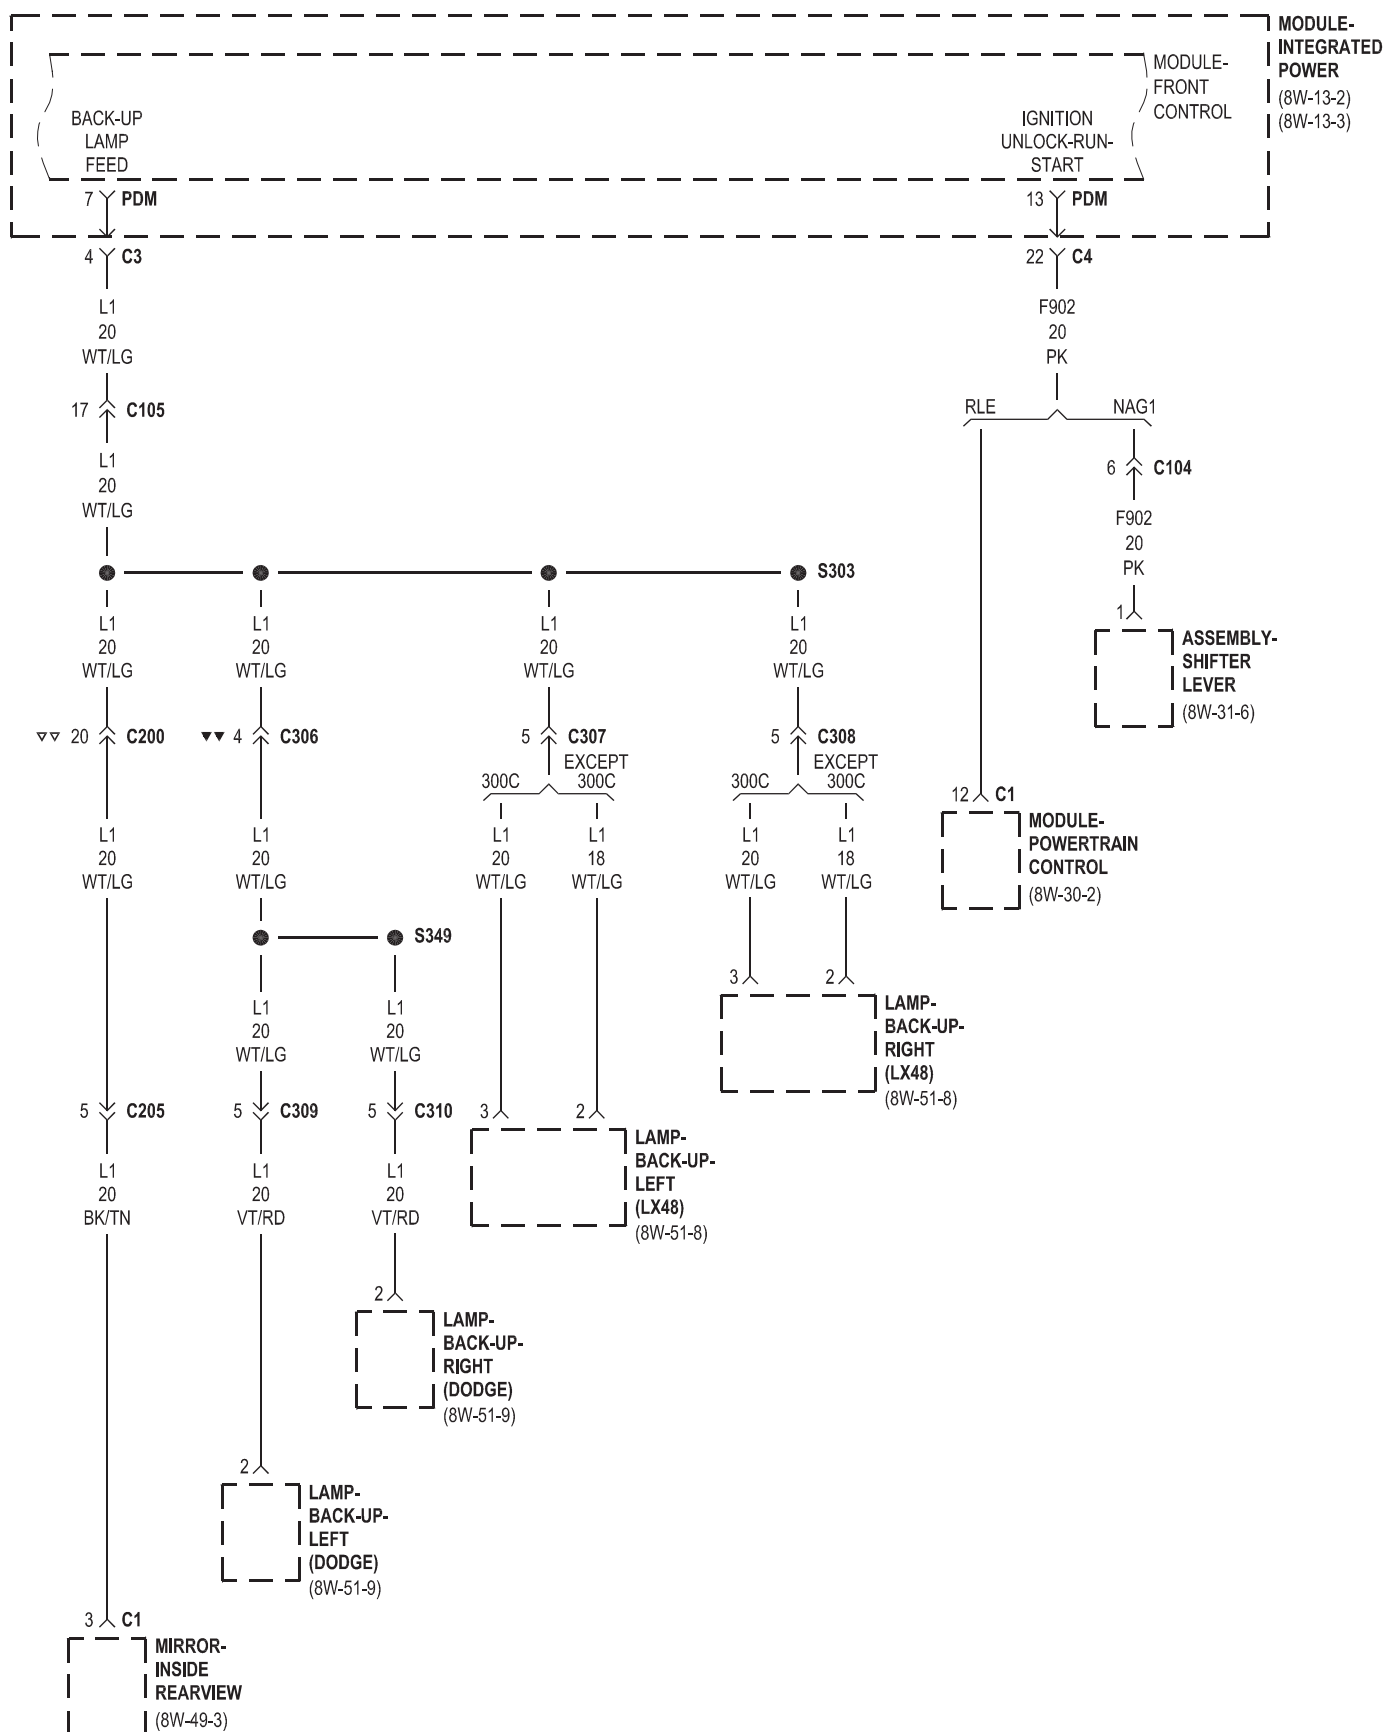 MODULE-
INTEGRATED
POWER
(8W-13-2)
(8W-13-3)
MODULE-
FRONT
CONTROL
BACK-UP
LAMP
FEED
IGNITION
UNLOCK-RUN-
START
7 PDM
13 PDM
4 C3
22 C4
L1
20
WT/LG
F902
20
PK
17 C105
RLE NAG1
L1
20
WT/LG
6 C104
F902
20
PK
S303
1
ASSEMBLY-
SHIFTER
LEVER
(8W-31-6)
L1
20
WT/LG
L1
20
WT/LG
L1
20
WT/LG
L1
20
WT/LG
20 C200
4 C306
5 C307
5 C308
EXCEPT
300C 300C
EXCEPT
300C 300C
12 C1
MODULE-
POWERTRAIN
CONTROL
(8W-30-2)
L1
20
WT/LG
L1
20
WT/LG
L1
20
WT/LG
L1
18
WT/LG
L1
20
WT/LG
L1
18
WT/LG
S349
3 2
LAMP-
BACK-UP-
RIGHT
(LX48)
(8W-51-8)
L1
20
WT/LG
L1
20
WT/LG
5 C205
5 C309
5 C310
3 2
LAMP-
BACK-UP-
LEFT
(LX48)
(8W-51-8)
L1
20
BK/TN
L1
20
VT/RD
L1
20
VT/RD
2
LAMP-
BACK-UP-
RIGHT
(DODGE)
(8W-51-9)
2
LAMP-
BACK-UP-
LEFT
(DODGE)
(8W-51-9)
3 C1
MIRROR-
INSIDE
REARVIEW
(8W-49-3)